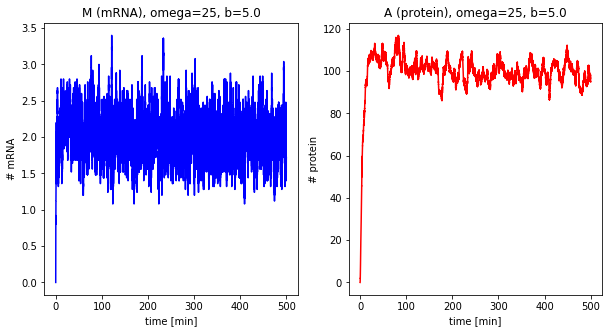 M (mRNA), omega=25, b=5.0
# mRNA
3.5
3.0
2.5
2.0
1.5
1.0
0.5
0.0
0 100 200 300 400 500
time [min]
A (protein), omega=25, b=5.0
# protein
120
100
80
60
40
20
0
0 100 200 300 400 500
time [min]